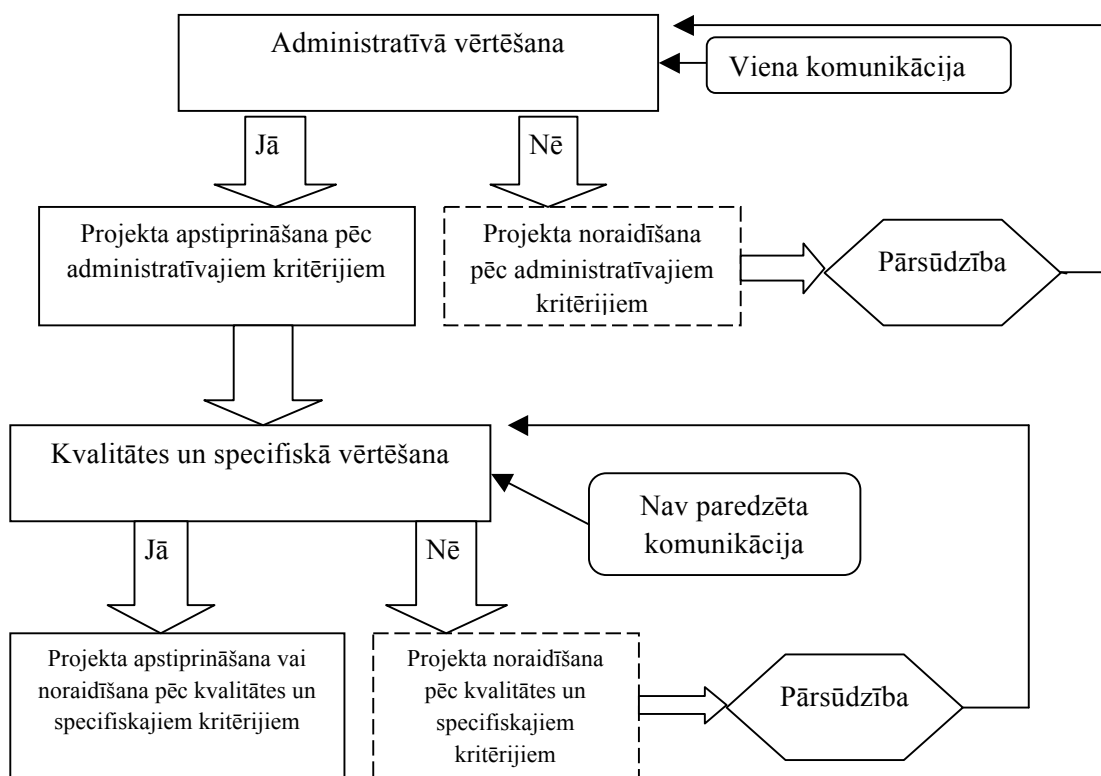 Administratīvā vērtēšana
Viena komunikācija
Jā
Nē
Projekta apstiprināšana pēc
administratīvajiem kritērijiem
Projekta noraidīšana
pēc administratīvajiem
kritērijiem
Pārsūdzība
Kvalitātes un specifiskā vērtēšana
Nav paredzēta
komunikācija
Jā
Nē
Projekta apstiprināšana vai
noraidīšana pēc kvalitātes un
specifiskajiem kritērijiem
Projekta noraidīšana
pēc kvalitātes un
specifiskajiem
kritērijiem
Pārsūdzība